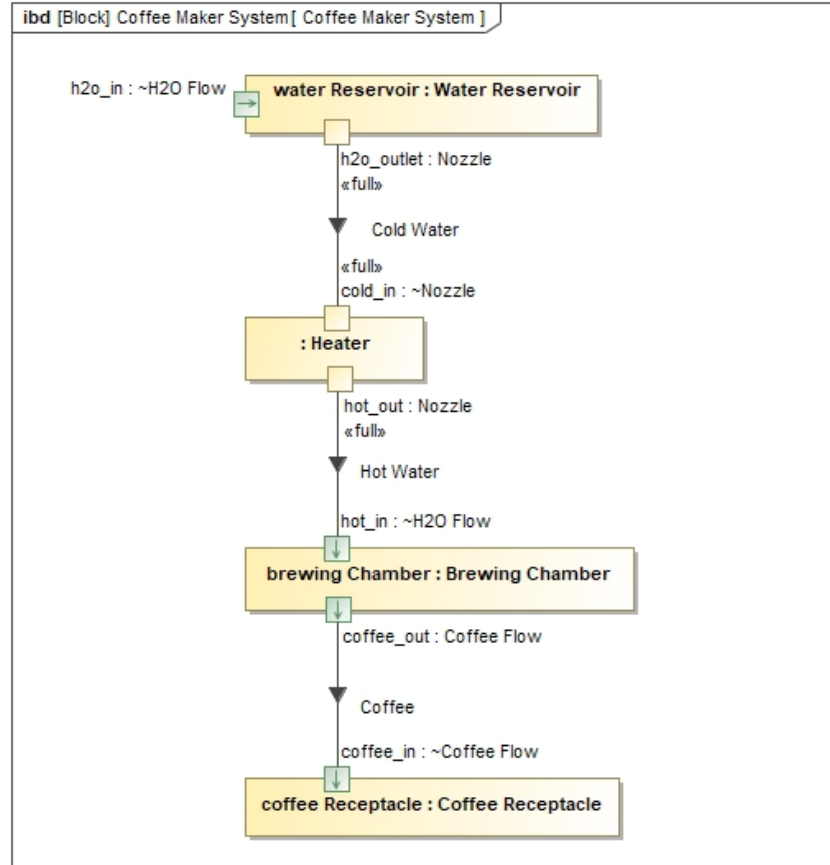 ibd [Block] Coffee Maker System[ Coffee Maker System ]
h2o_in : ~H2O Flow
water Reservoir : Water Reservoir
h2o_outlet : Nozzle
«full»
Cold Water
«full»
cold_in : ~Nozzle
: Heater
hot_out : Nozzle
«full»
Hot Water
hot_in : ~H2O Flow
brewing Chamber : Brewing Chamber
coffee_out : Coffee Flow
Coffee
coffee_in : ~Coffee Flow
coffee Receptacle : Coffee Receptacle